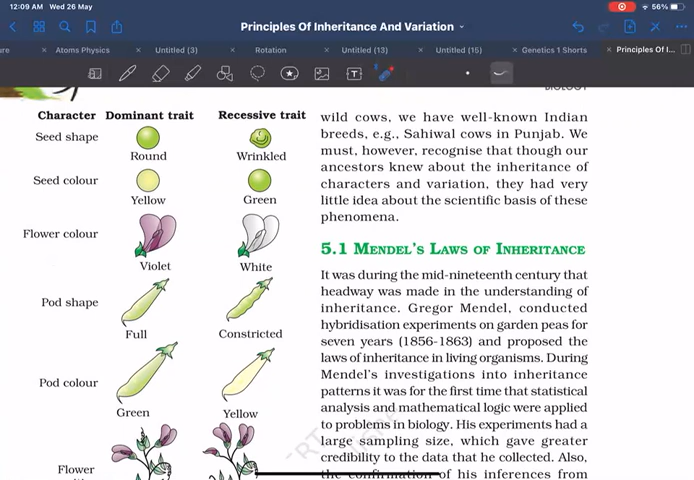 12:09 AM Wed 26 May
56%
Principles Of Inheritance And Variation
Atoms Physics
Untitled (3)
Rotation
Untitled (13)
Untitled (15)
Genetics 1 Shorts
Principles Of I...
Character Dominant trait Recessive trait
Seed shape
Round Wrinkled
Seed colour
Yellow Green
Flower colour
Violet White
Pod shape
Full Constricted
Pod colour
Green Yellow
Flower
wild cows, we have well-known Indian
breeds, e.g., Sahiwal cows in Punjab. We
must, however, recognise that though our
ancestors knew about the inheritance of
characters and variation, they had very
little idea about the scientific basis of these
phenomena.
5.1 MENDEL'S LAWS OF INHERITANCE
It was during the mid-nineteenth century that
headway was made in the understanding of
inheritance. Gregor Mendel, conducted
hybridisation experiments on garden peas for
seven years (1856-1863) and proposed the
laws of inheritance in living organisms. During
Mendel's investigations into inheritance
patterns it was for the first time that statistical
analysis and mathematical logic were applied
to problems in biology. His experiments had a
large sampling size, which gave greater
credibility to the data that he collected. Also,
the confirmation of his inferences from